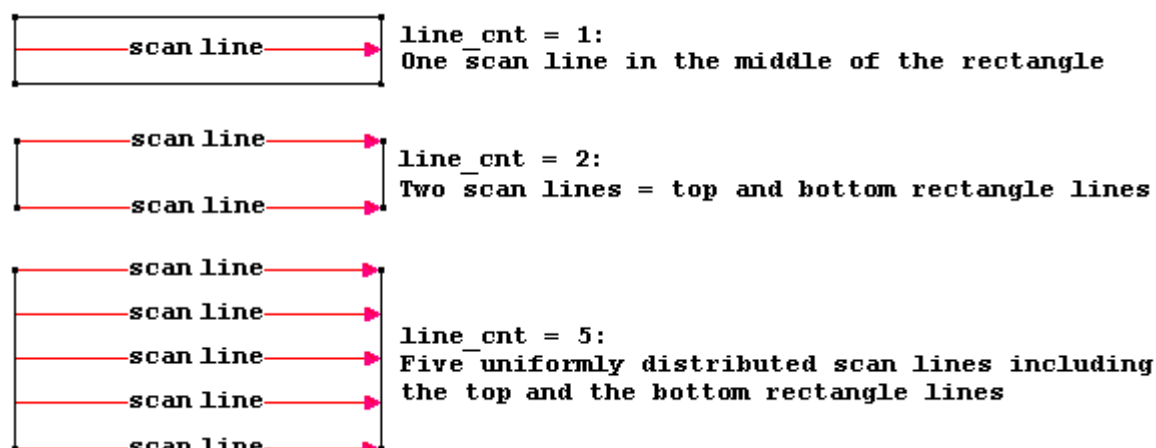 scan line
line_cnt = 1:
One scan line in the middle of the rectangle
scan line
line_cnt = 2:
Two scan lines = top and bottom rectangle lines
scan line
scan line
scan line
scan line
line_cnt = 5:
Five uniformly distributed scan lines including
the top and the bottom rectangle lines
scan line
scan line